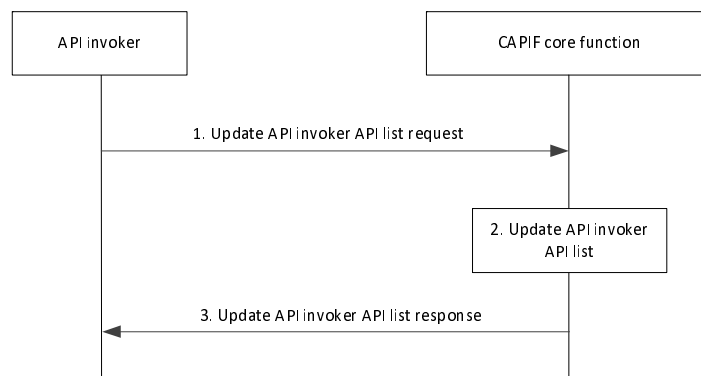 API invoker
CAPIF core function
1. Update API invoker API list request
2. Update API invoker
API list
3. Update API invoker API list response